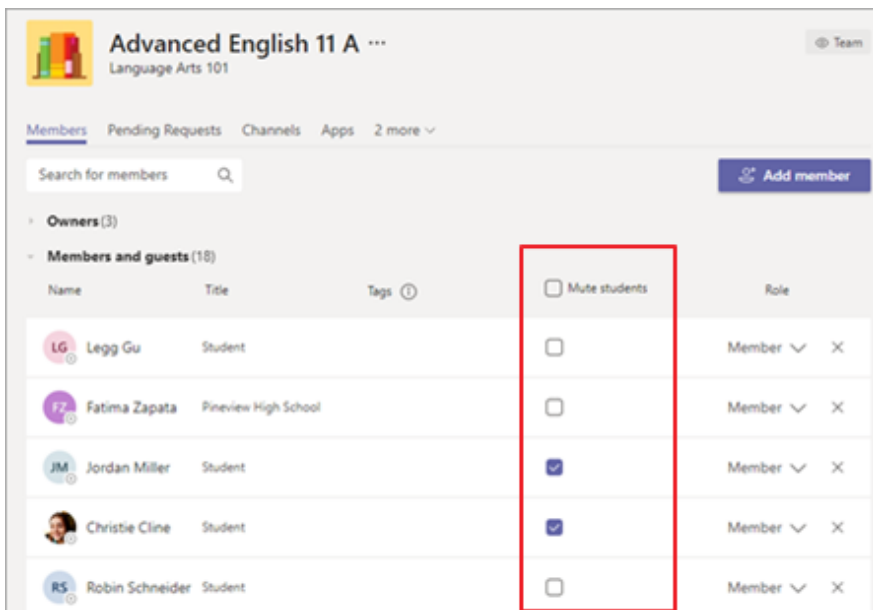 Advanced English 11 A ...
Team
Language Arts 101
Members Pending Requests Channels Apps 2 more
Search for members
Add member
Owners (3)
Members and guests (18)
Name Title Tags Mute students Role
LG Legg Gu Student Member
FZ Fatima Zapata Pineview High School Member
JM Jordan Miller Student Member
Christie Cline Student Member
RS Robin Schneider Student Member